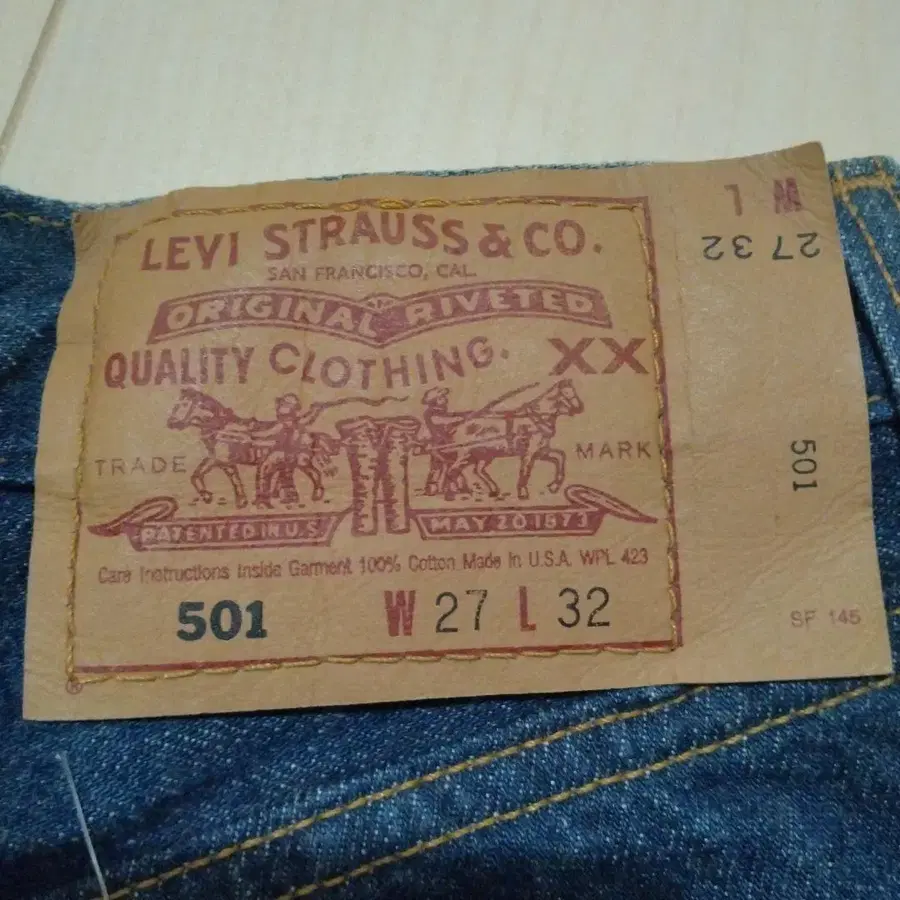 LEVI STRAUSS & CO.
SAN FRANCISCO, CAL.
ORIGINAL RIVETED
QUALITY CLOTHING. XX
TRADE MARK
PATENTED IN U.S. MAY 20 1873
Care Instructions Inside Garment 100% Cotton Made in U.S.A. WPL 423
501 W 27 L 32
®
W L
27 32
501
SF 145